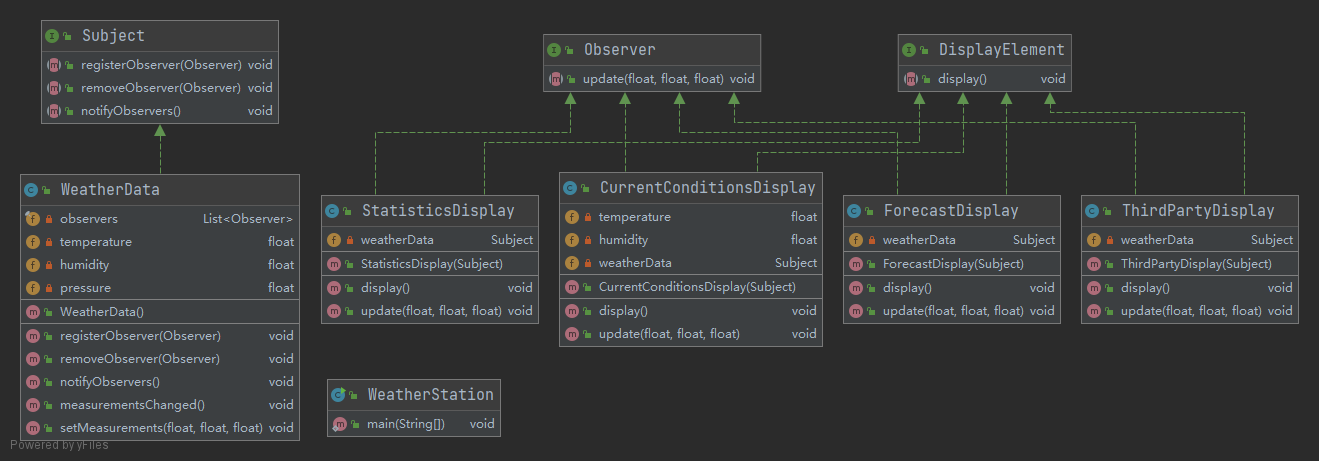 Subject
registerObserver(Observer) void
removeObserver(Observer) void
notifyObservers() void
Observer
update(float, float, float) void
DisplayElement
display() void
WeatherData
observers List<Observer>
temperature float
humidity float
pressure float
WeatherData()
registerObserver(Observer) void
removeObserver(Observer) void
notifyObservers() void
measurementsChanged() void
setMeasurements(float, float, float) void
StatisticsDisplay
weatherData Subject
StatisticsDisplay(Subject)
display() void
update(float, float, float) void
CurrentConditionsDisplay
temperature float
humidity float
weatherData Subject
CurrentConditionsDisplay(Subject)
display() void
update(float, float, float) void
ForecastDisplay
weatherData Subject
ForecastDisplay(Subject)
display() void
update(float, float, float) void
ThirdPartyDisplay
weatherData Subject
ThirdPartyDisplay(Subject)
display() void
update(float, float, float) void
WeatherStation
main(String[]) void
Powered by yFiles